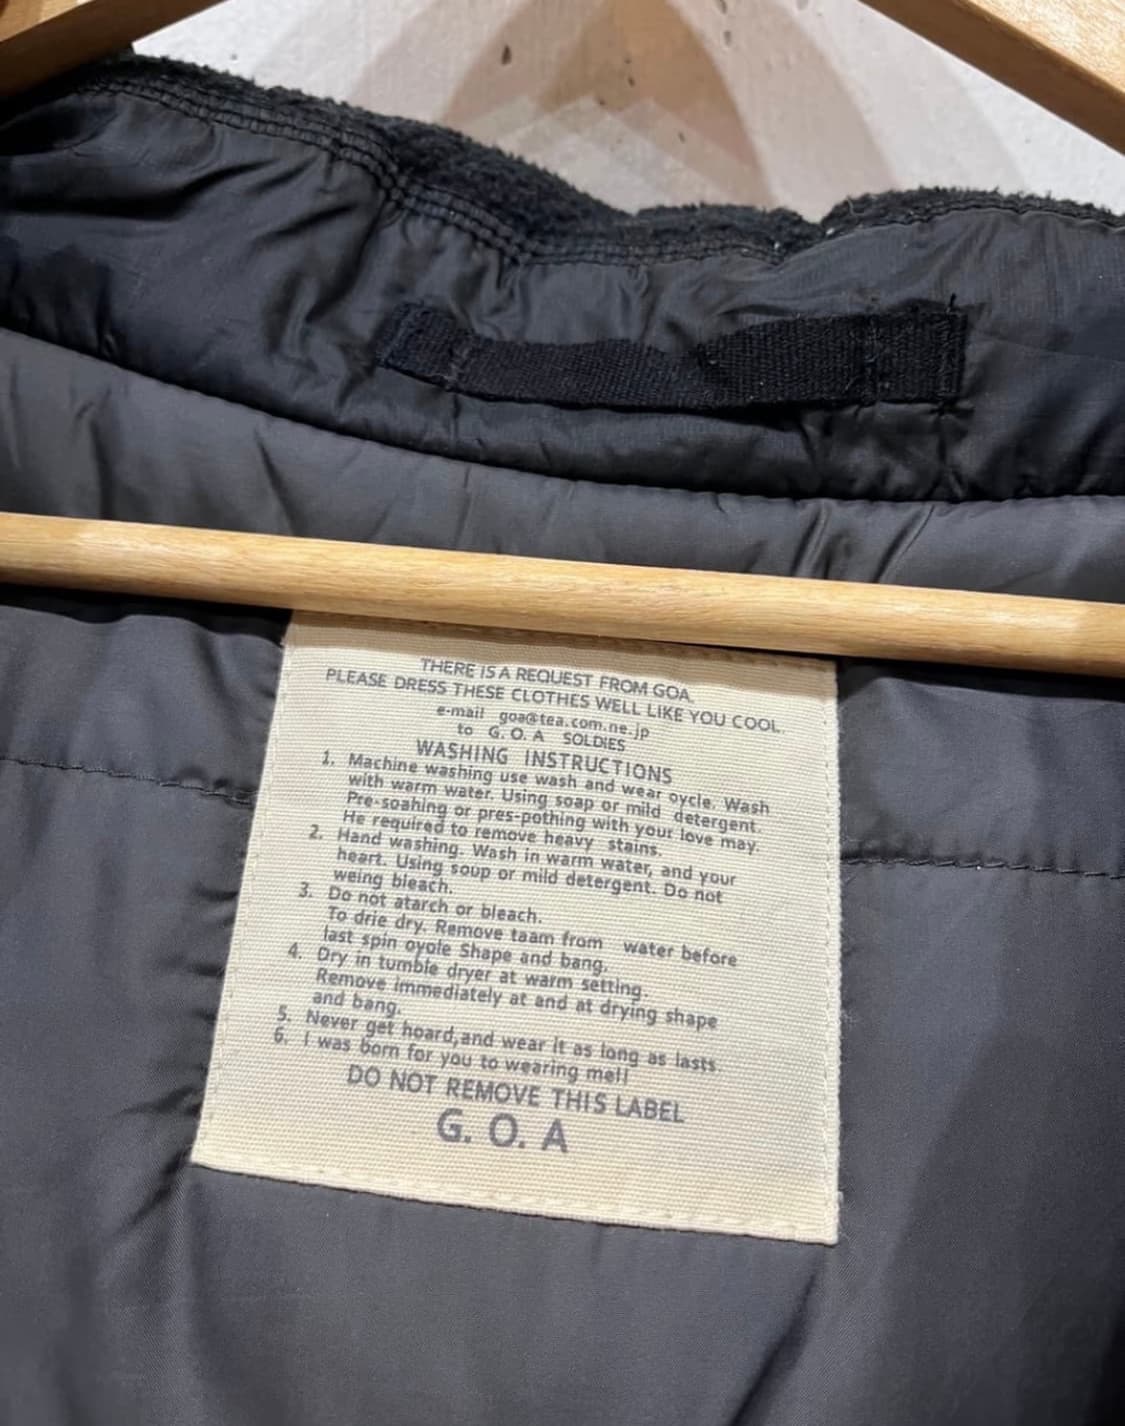 THERE IS A REQUEST FROM GOA.
PLEASE DRESS THESE CLOTHES WELL LIKE YOU COOL.
e-mail goa@tea.com.ne.jp
to G. O. A SOLDIES
WASHING INSTRUCTIONS
1. Machine washing use wash and wear oycle. Wash
with warm water. Using soap or mild detergent.
Pre-soahing or pres-pothing with your love may.
He required to remove heavy stains.
2. Hand washing. Wash in warm water, and your
heart. Using soup or mild detergent. Do not
weing bleach.
3. Do not atarch or bleach.
To drie dry. Remove taam from water before
last spin oyole Shape and bang.
4. Dry in tumble dryer at warm setting.
Remove immediately at and at drying shape
and bang.
5. Never get hoard,and wear it as long as lasts.
6. I was born for you to wearing me!!
DO NOT REMOVE THIS LABEL
G. O. A